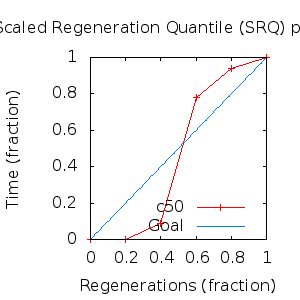 Scaled Regeneration Quantile (SRQ) p
Time (fraction)
1
0.8
0.6
0.4
0.2
0
c50
Goal
0 0.2 0.4 0.6 0.8 1
Regenerations (fraction)